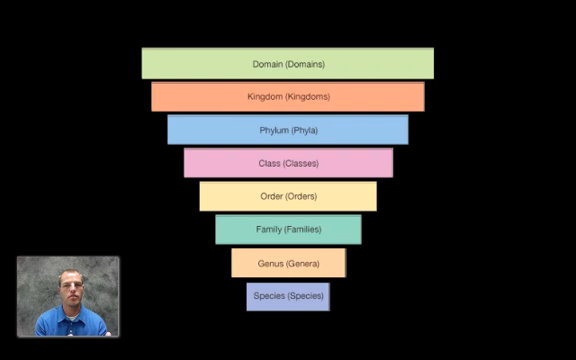 Domain (Domains)
Kingdom (Kingdoms)
Phylum (Phyla)
Class (Classes)
Order (Orders)
Family (Families)
Genus (Genera)
Species (Species)